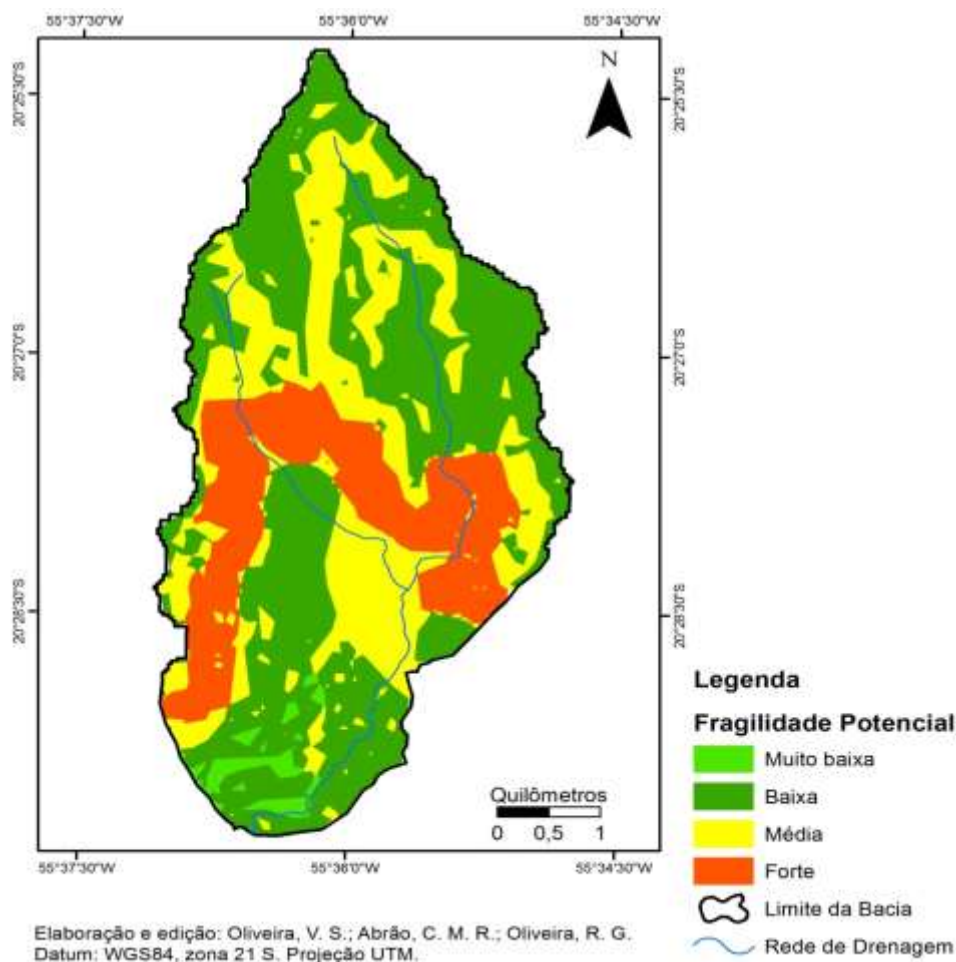 55°37'30"W 55°36'0"W 55°34'30"W
N
20°25'30"S 20°25'30"S
20°27'0"S 20°27'0"S
20°28'30"S 20°28'30"S
Legenda
Fragilidade Potencial
Muito baixa
Baixa
Média
Forte
Limite da Bacia
Rede de Drenagem
Quilômetros
0 0,5 1
55°37'30"W 55°36'0"W 55°34'30"W
Elaboração e edição: Oliveira, V. S.; Abrão, C. M. R.; Oliveira, R. G.
Datum: WGS84, zona 21 S. Projeção UTM.